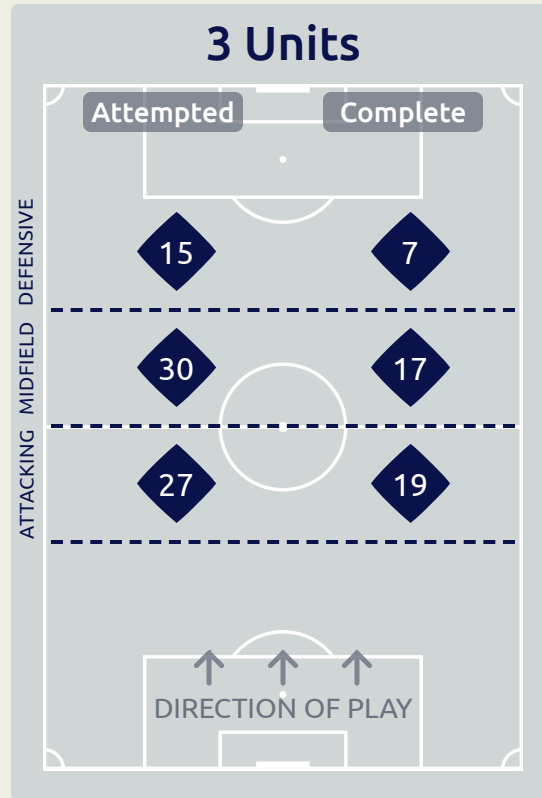 3 Units
Attempted Complete
DEFENSIVE
15 7
MIDFIELD
30 17
ATTACKING
27 19
DIRECTION OF PLAY